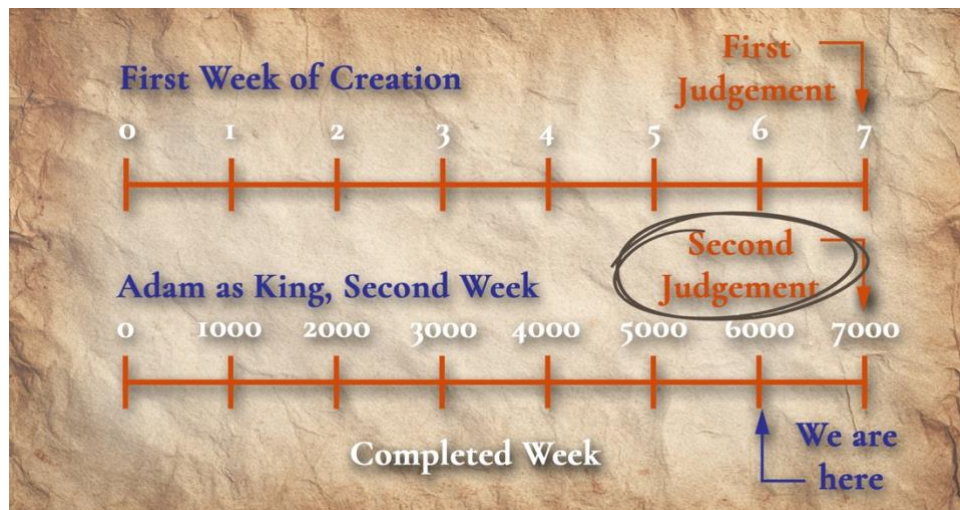 First
Judgement
First Week of Creation
0 1 2 3 4 5 6 7
Second
Judgement
Adam as King, Second Week
0 1000 2000 3000 4000 5000 6000 7000
We are
here
Completed Week